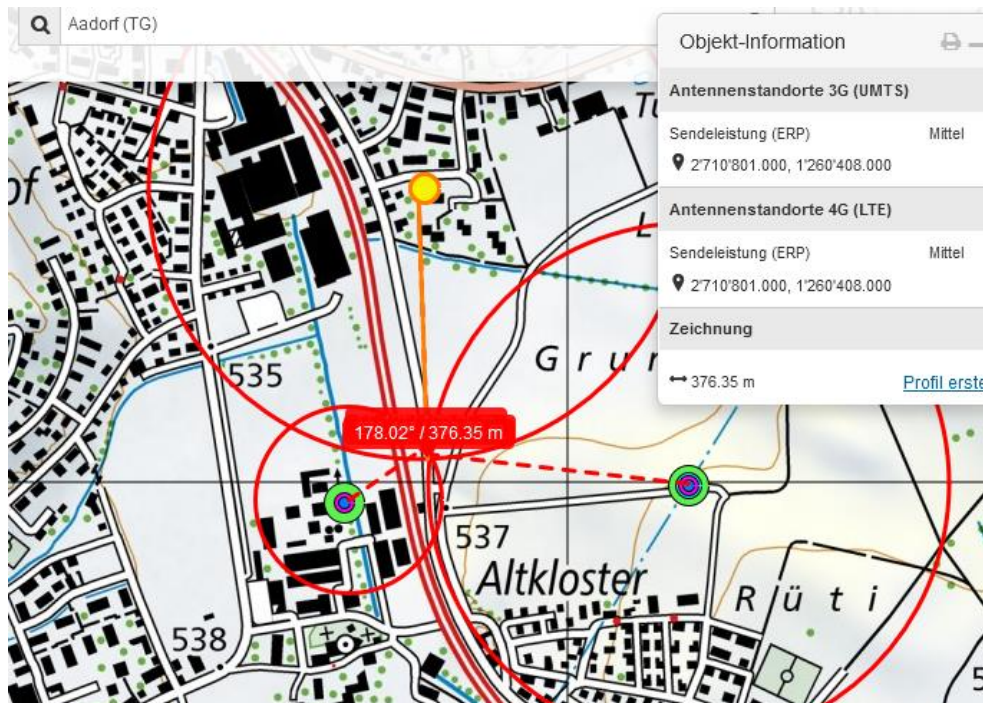 Aadorf (TG)
Objekt-Information
Antennenstandorte 3G (UMTS)
Sendeleistung (ERP) Mittel
2'710'801.000, 1'260'408.000
Antennenstandorte 4G (LTE)
Sendeleistung (ERP) Mittel
2'710'801.000, 1'260'408.000
Zeichnung
376.35 m Profil erste
535
178.02° / 376.35 m
537
Altkloster
Rüti
538